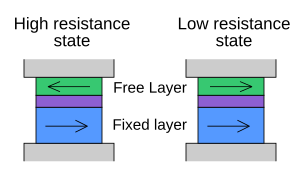 High resistance
state
Low resistance
state
Free Layer
Fixed layer